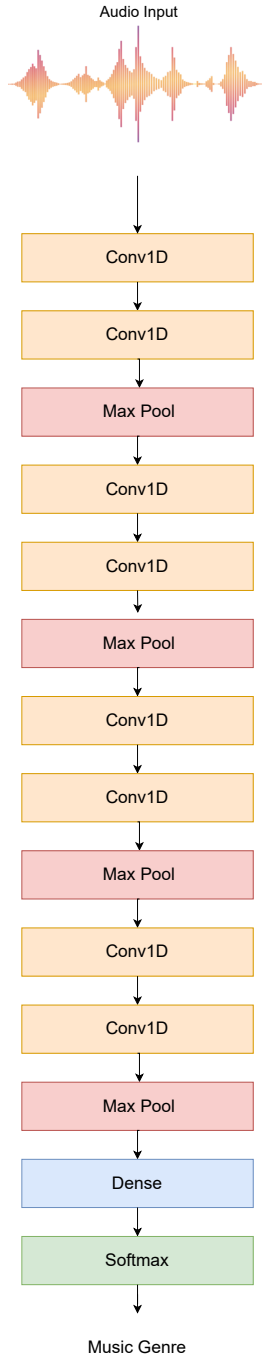 Audio Input
Conv1D
Conv1D
Max Pool
Conv1D
Conv1D
Max Pool
Conv1D
Conv1D
Max Pool
Conv1D
Conv1D
Max Pool
Dense
Softmax
Music Genre